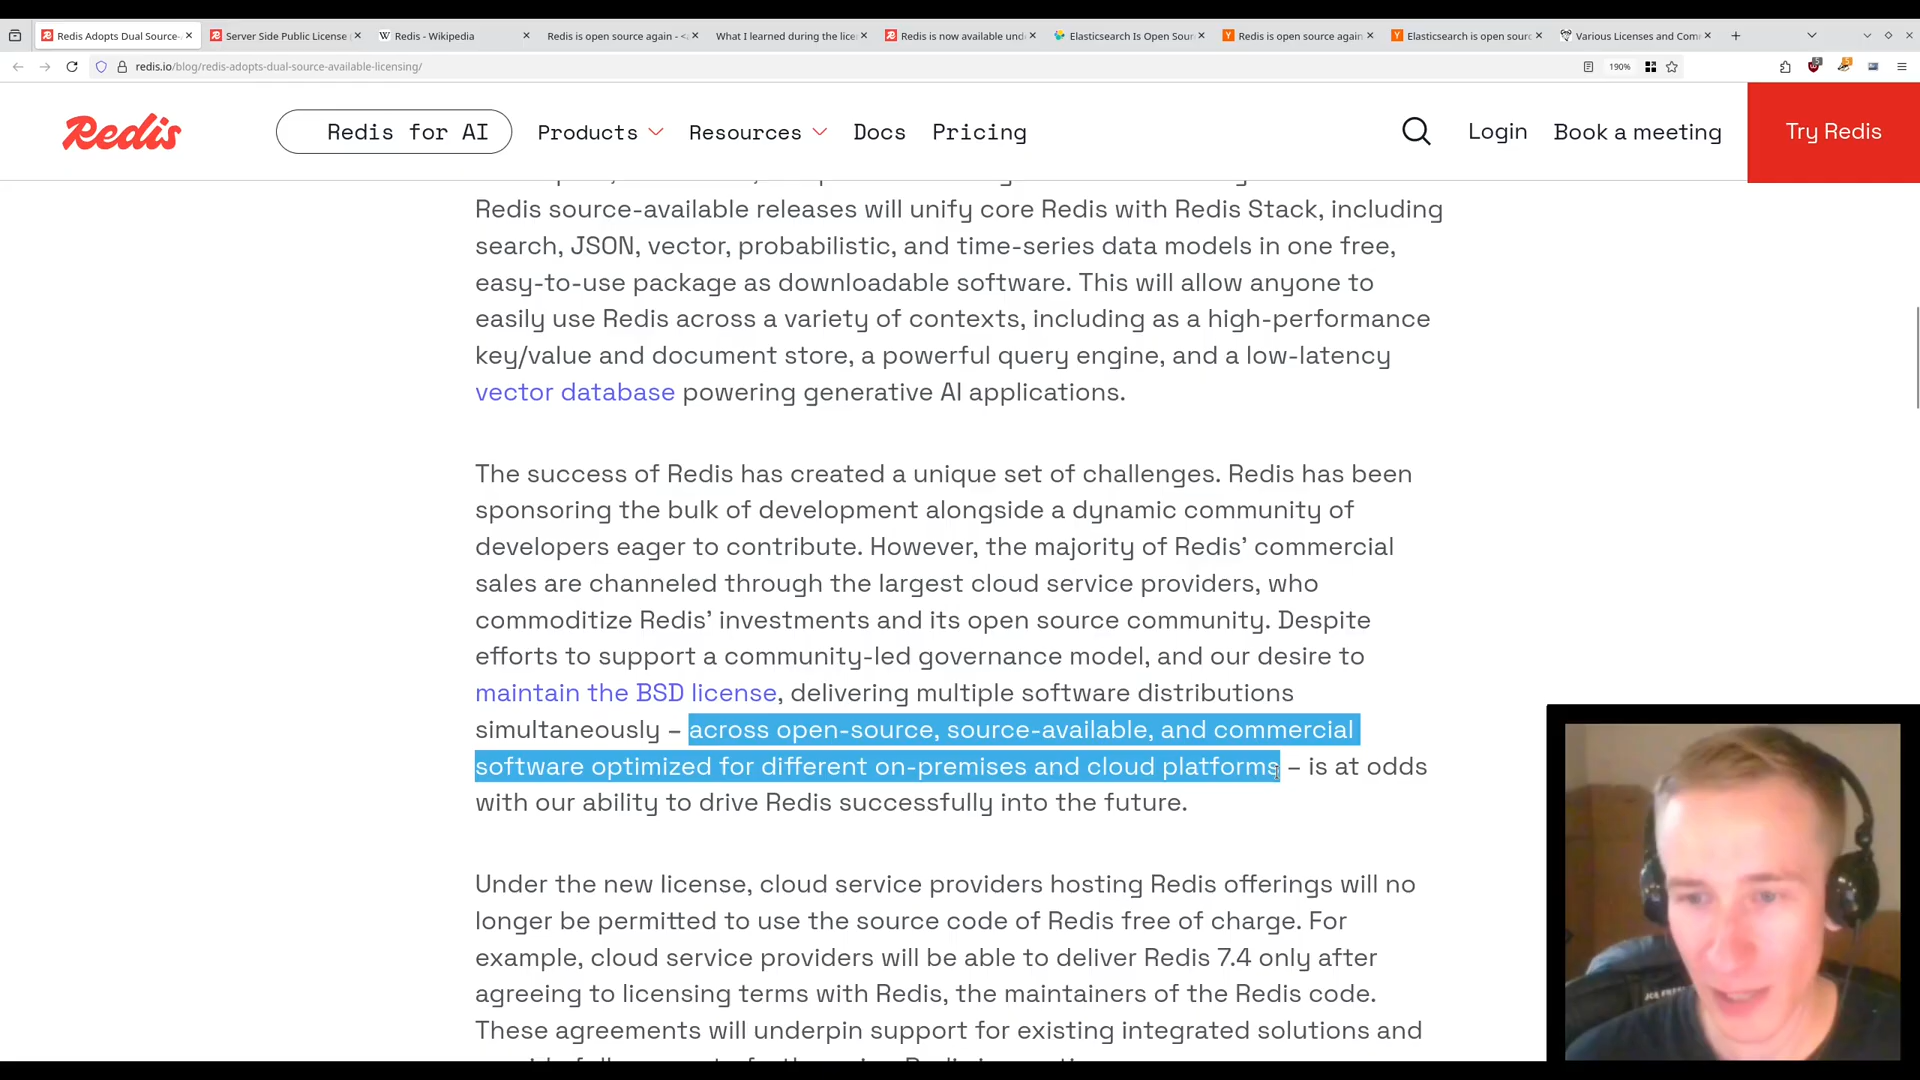 Redis Adopts Dual Source-
Server Side Public License (
Redis - Wikipedia
Redis is open source again - <
What I learned during the lice
Redis is now available und
Elasticsearch Is Open Sour
Redis is open source again
Elasticsearch is open sourc
Various Licenses and Com
redis.io/blog/redis-adopts-dual-source-available-licensing/
190%
Redis
Redis for AI
Products
Resources
Docs
Pricing
Login
Book a meeting
Try Redis
Redis source-available releases will unify core Redis with Redis Stack, including
search, JSON, vector, probabilistic, and time-series data models in one free,
easy-to-use package as downloadable software. This will allow anyone to
easily use Redis across a variety of contexts, including as a high-performance
key/value and document store, a powerful query engine, and a low-latency
vector database powering generative AI applications.
The success of Redis has created a unique set of challenges. Redis has been
sponsoring the bulk of development alongside a dynamic community of
developers eager to contribute. However, the majority of Redis’ commercial
sales are channeled through the largest cloud service providers, who
commoditize Redis’ investments and its open source community. Despite
efforts to support a community-led governance model, and our desire to
maintain the BSD license, delivering multiple software distributions
simultaneously – across open-source, source-available, and commercial
software optimized for different on-premises and cloud platforms – is at odds
with our ability to drive Redis successfully into the future.
Under the new license, cloud service providers hosting Redis offerings will no
longer be permitted to use the source code of Redis free of charge. For
example, cloud service providers will be able to deliver Redis 7.4 only after
agreeing to licensing terms with Redis, the maintainers of the Redis code.
These agreements will underpin support for existing integrated solutions and